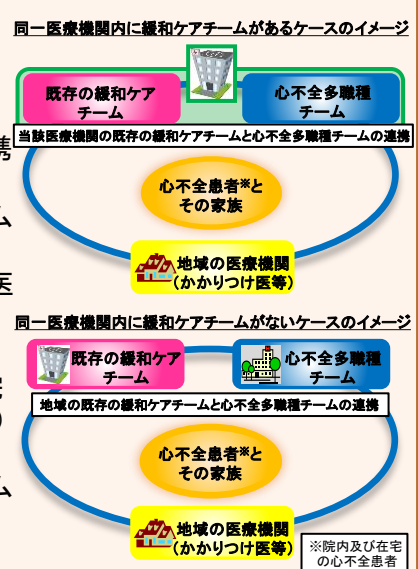 同一医療機関内に緩和ケアチームがあるケースのイメージ
既存の緩和ケア
チーム
心不全多職種
チーム
当該医療機関の既存の緩和ケアチームと心不全多職種チームの連携
携
心不全患者※と
その家族
ム
地域の医療機関
(かかりつけ医等)
医
同一医療機関内に緩和ケアチームがないケースのイメージ
既存の緩和ケア
チーム
心不全多職種
チーム
地域の既存の緩和ケアチームと心不全多職種チームの連携
)
心不全患者※と
その家族
ム
地域の医療機関
(かかりつけ医等)
※院内及び在宅
の心不全患者